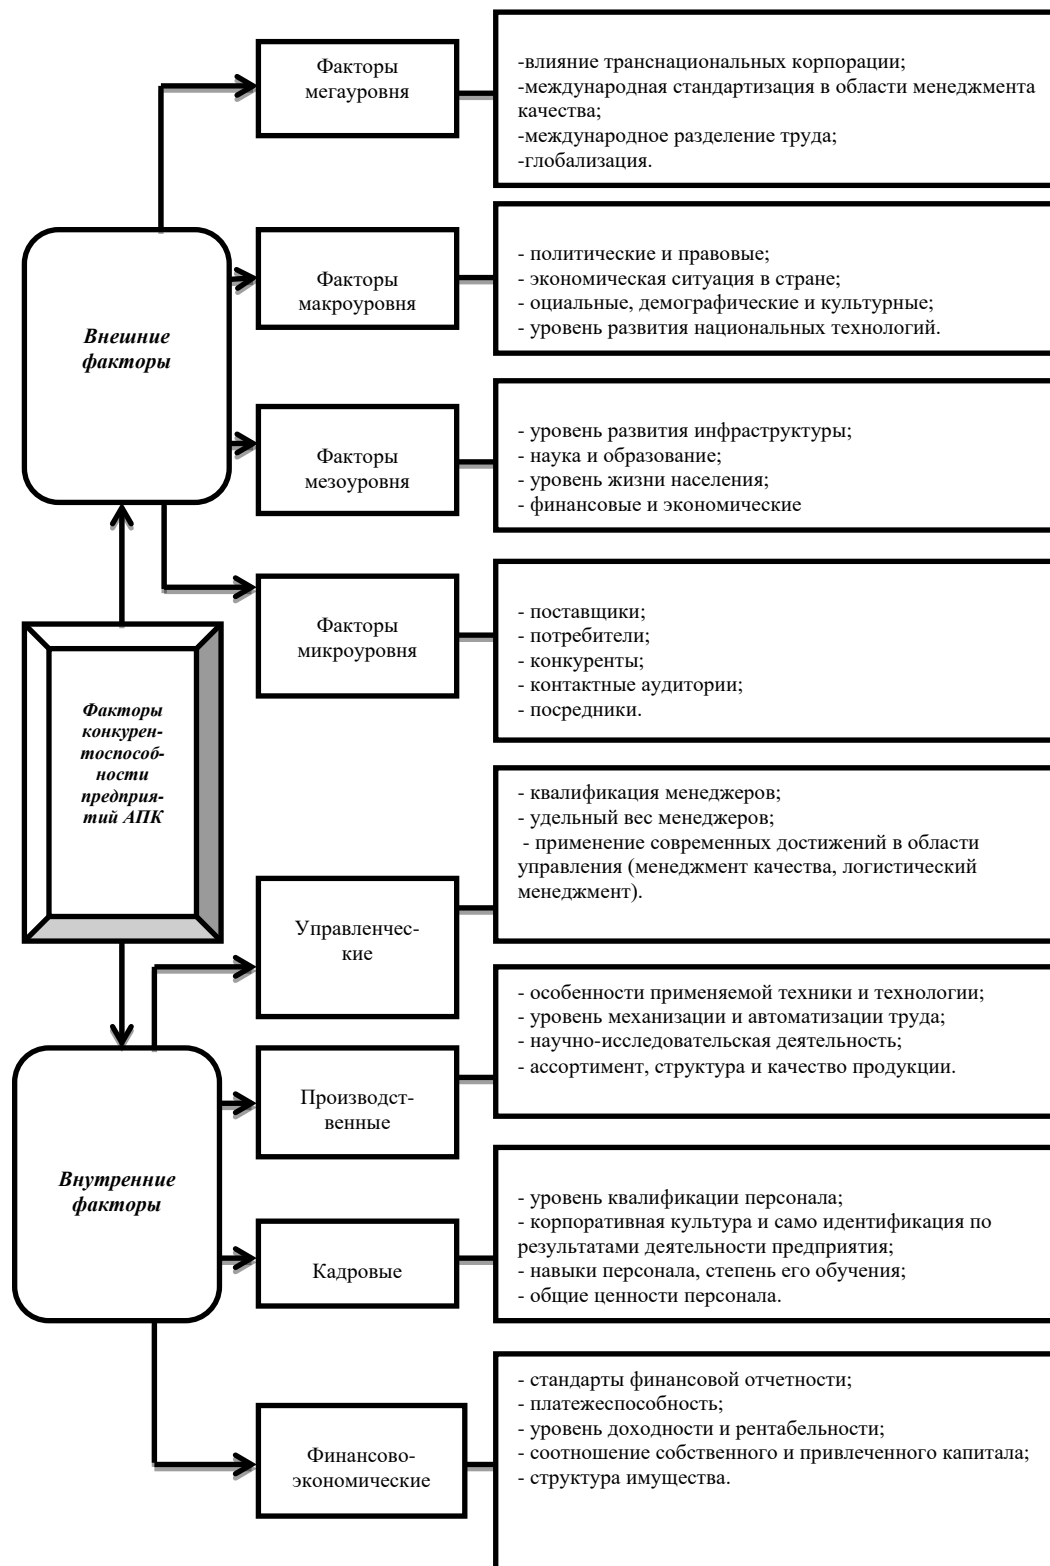 Факторы
мегауровня
-влияние транснациональных корпорации;
-международная стандартизация в области менеджмента
качества;
-международное разделение труда;
-глобализация.
Внешние
факторы
Факторы
макроуровня
- политические и правовые;
- экономическая ситуация в стране;
- оциальные, демографические и культурные;
- уровень развития национальных технологий.
Факторы
мезоуровня
- уровень развития инфраструктуры;
- наука и образование;
- уровень жизни населения;
- финансовые и экономические
Факторы
микроуровня
- поставщики;
- потребители;
- конкуренты;
- контактные аудитории;
- посредники.
Факторы
конкурен-
тоспособ-
ности
предприя-
тий АПК
Управленчес-
кие
- квалификация менеджеров;
- удельный вес менеджеров;
- применение современных достижений в области
управления (менеджмент качества, логистический
менеджмент).
Внутренние
факторы
Производст-
венные
- особенности применяемой техники и технологии;
- уровень механизации и автоматизации труда;
- научно-исследовательская деятельность;
- ассортимент, структура и качество продукции.
Кадровые
- уровень квалификации персонала;
- корпоративная культура и само идентификация по
результатами деятельности предприятия;
- навыки персонала, степень его обучения;
- общие ценности персонала.
Финансово-
экономические
- стандарты финансовой отчетности;
- платежеспособность;
- уровень доходности и рентабельности;
- соотношение собственного и привлеченного капитала;
- структура имущества.